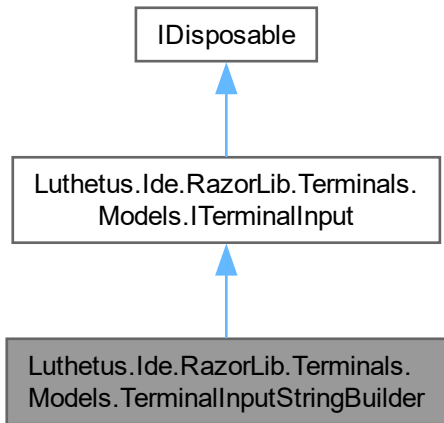 IDisposable
Luthetus.Ide.RazorLib.Terminals.
Models.ITerminalInput
Luthetus.Ide.RazorLib.Terminals.
Models.TerminalInputStringBuilder